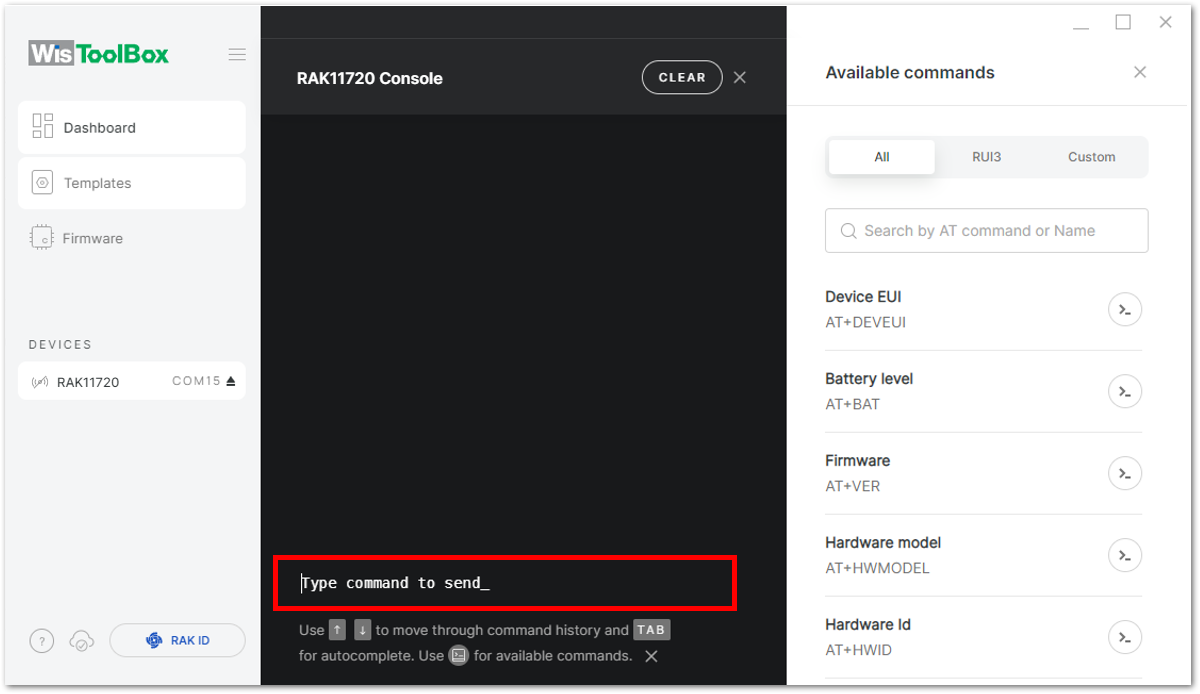 WisToolBox
Dashboard
Templates
Firmware
DEVICES
RAK11720 COM15
?
RAK ID
RAK11720 Console
CLEAR
Type command to send_
Use ↑ ↓ to move through command history and TAB
for autocomplete. Use for available commands.
Available commands
All RUI3 Custom
Search by AT command or Name
Device EUI
AT+DEVEUI
Battery level
AT+BAT
Firmware
AT+VER
Hardware model
AT+HWMODEL
Hardware Id
AT+HWID